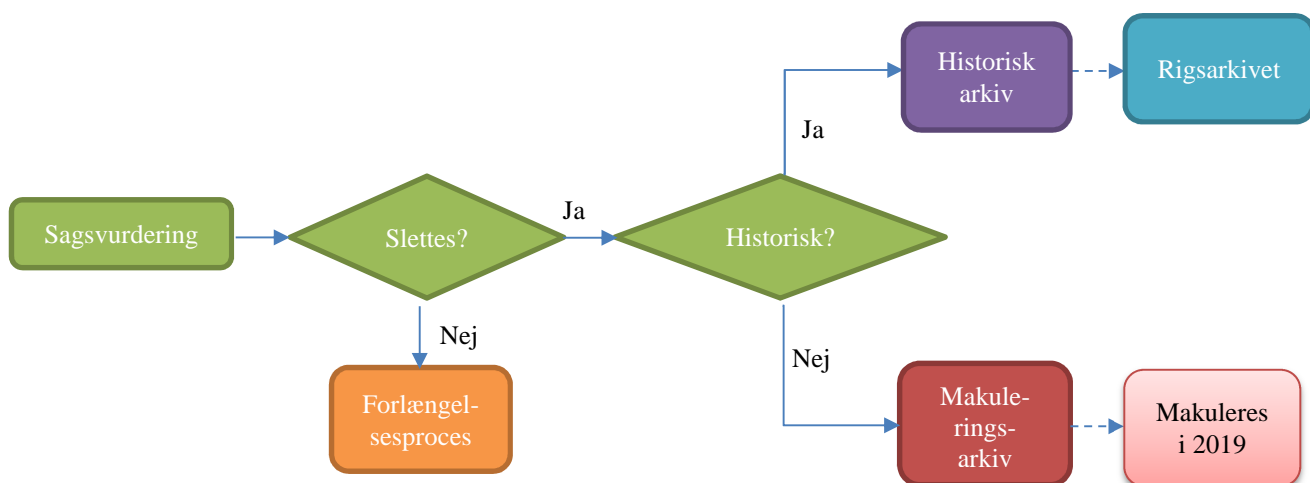 Historisk
arkiv
Rigsarkivet
Ja
Sagsvurdering
Slettes?
Ja
Historisk?
Nej
Forlængel-
sesproces
Nej
Makule-
rings-
arkiv
Makuleres
i 2019